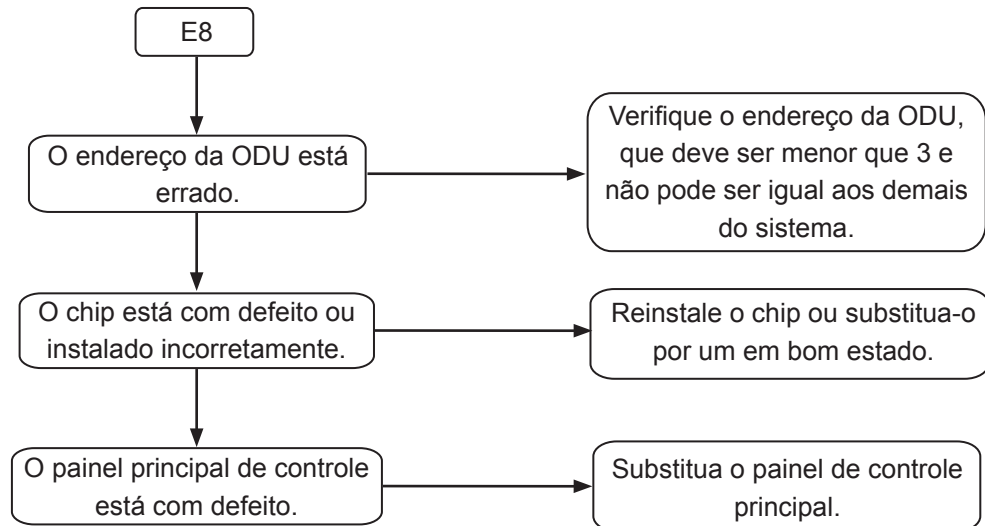 E8
O endereço da ODU está
errado.
Verifique o endereço da ODU,
que deve ser menor que 3 e
não pode ser igual aos demais
do sistema.
O chip está com defeito ou
instalado incorretamente.
Reinstale o chip ou substitua-o
por um em bom estado.
O painel principal de controle
está com defeito.
Substitua o painel de controle
principal.